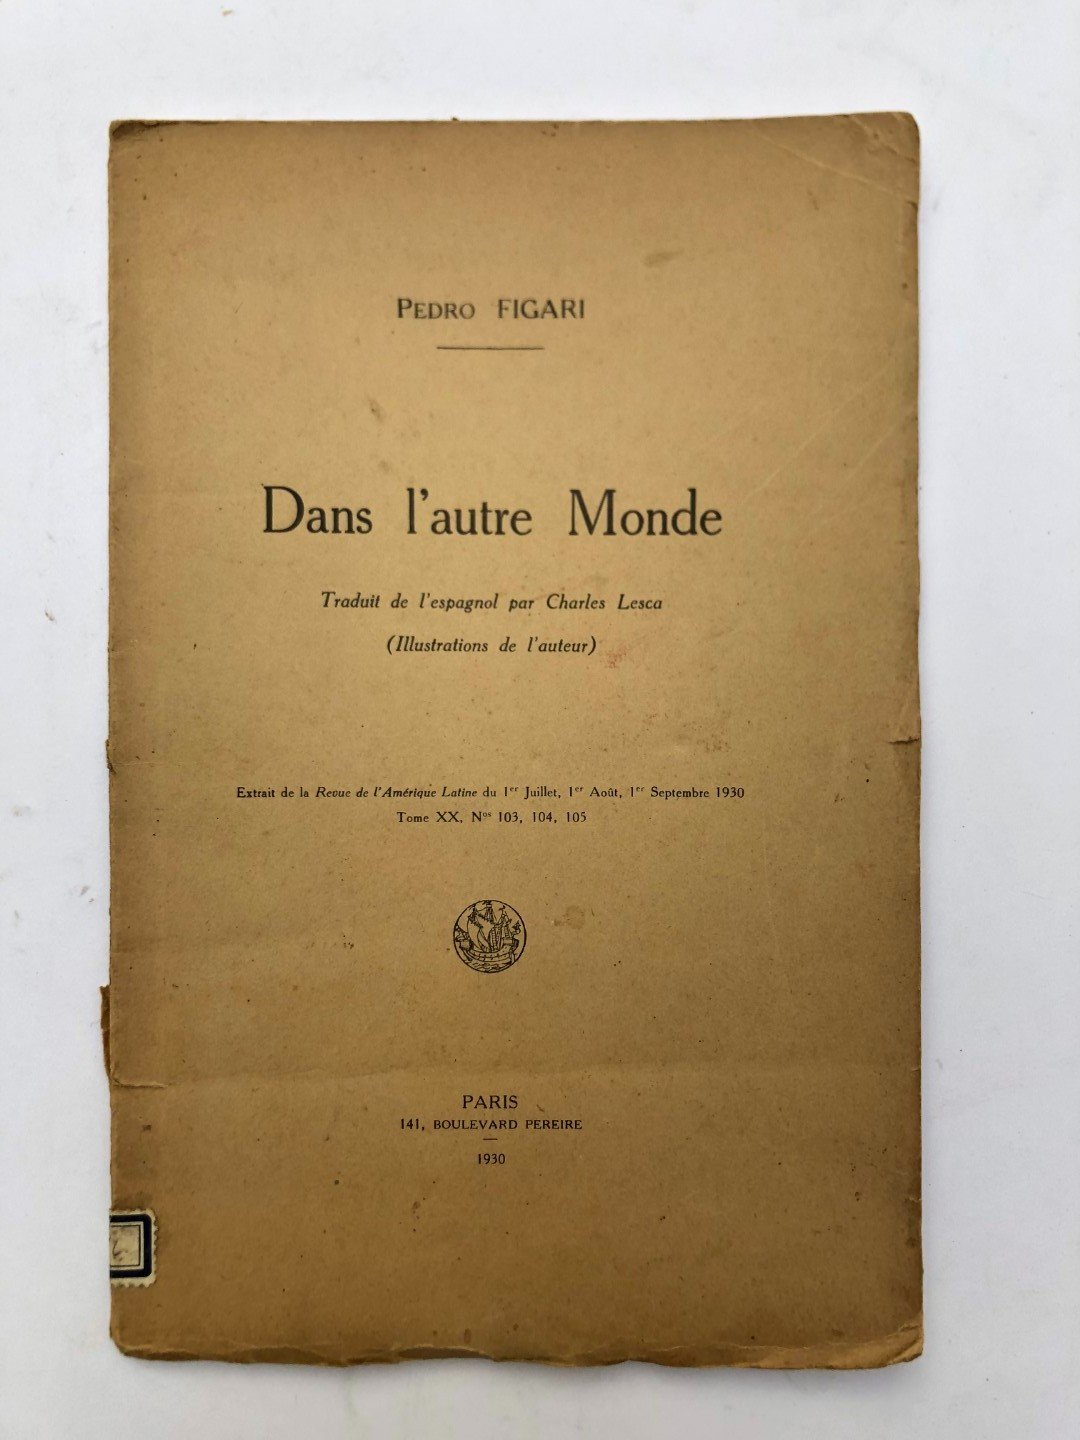 PEDRO FIGARI
Dans l'autre Monde
Traduit de l'espagnol par Charles Lesca
(Illustrations de l'auteur)
Extrait de la Revue de l'Amérique Latine du 1er Juillet, 1er Août, 1er Septembre 1930
Tome XX, Nos 103, 104, 105
PARIS
141, BOULEVARD PEREIRE
1930